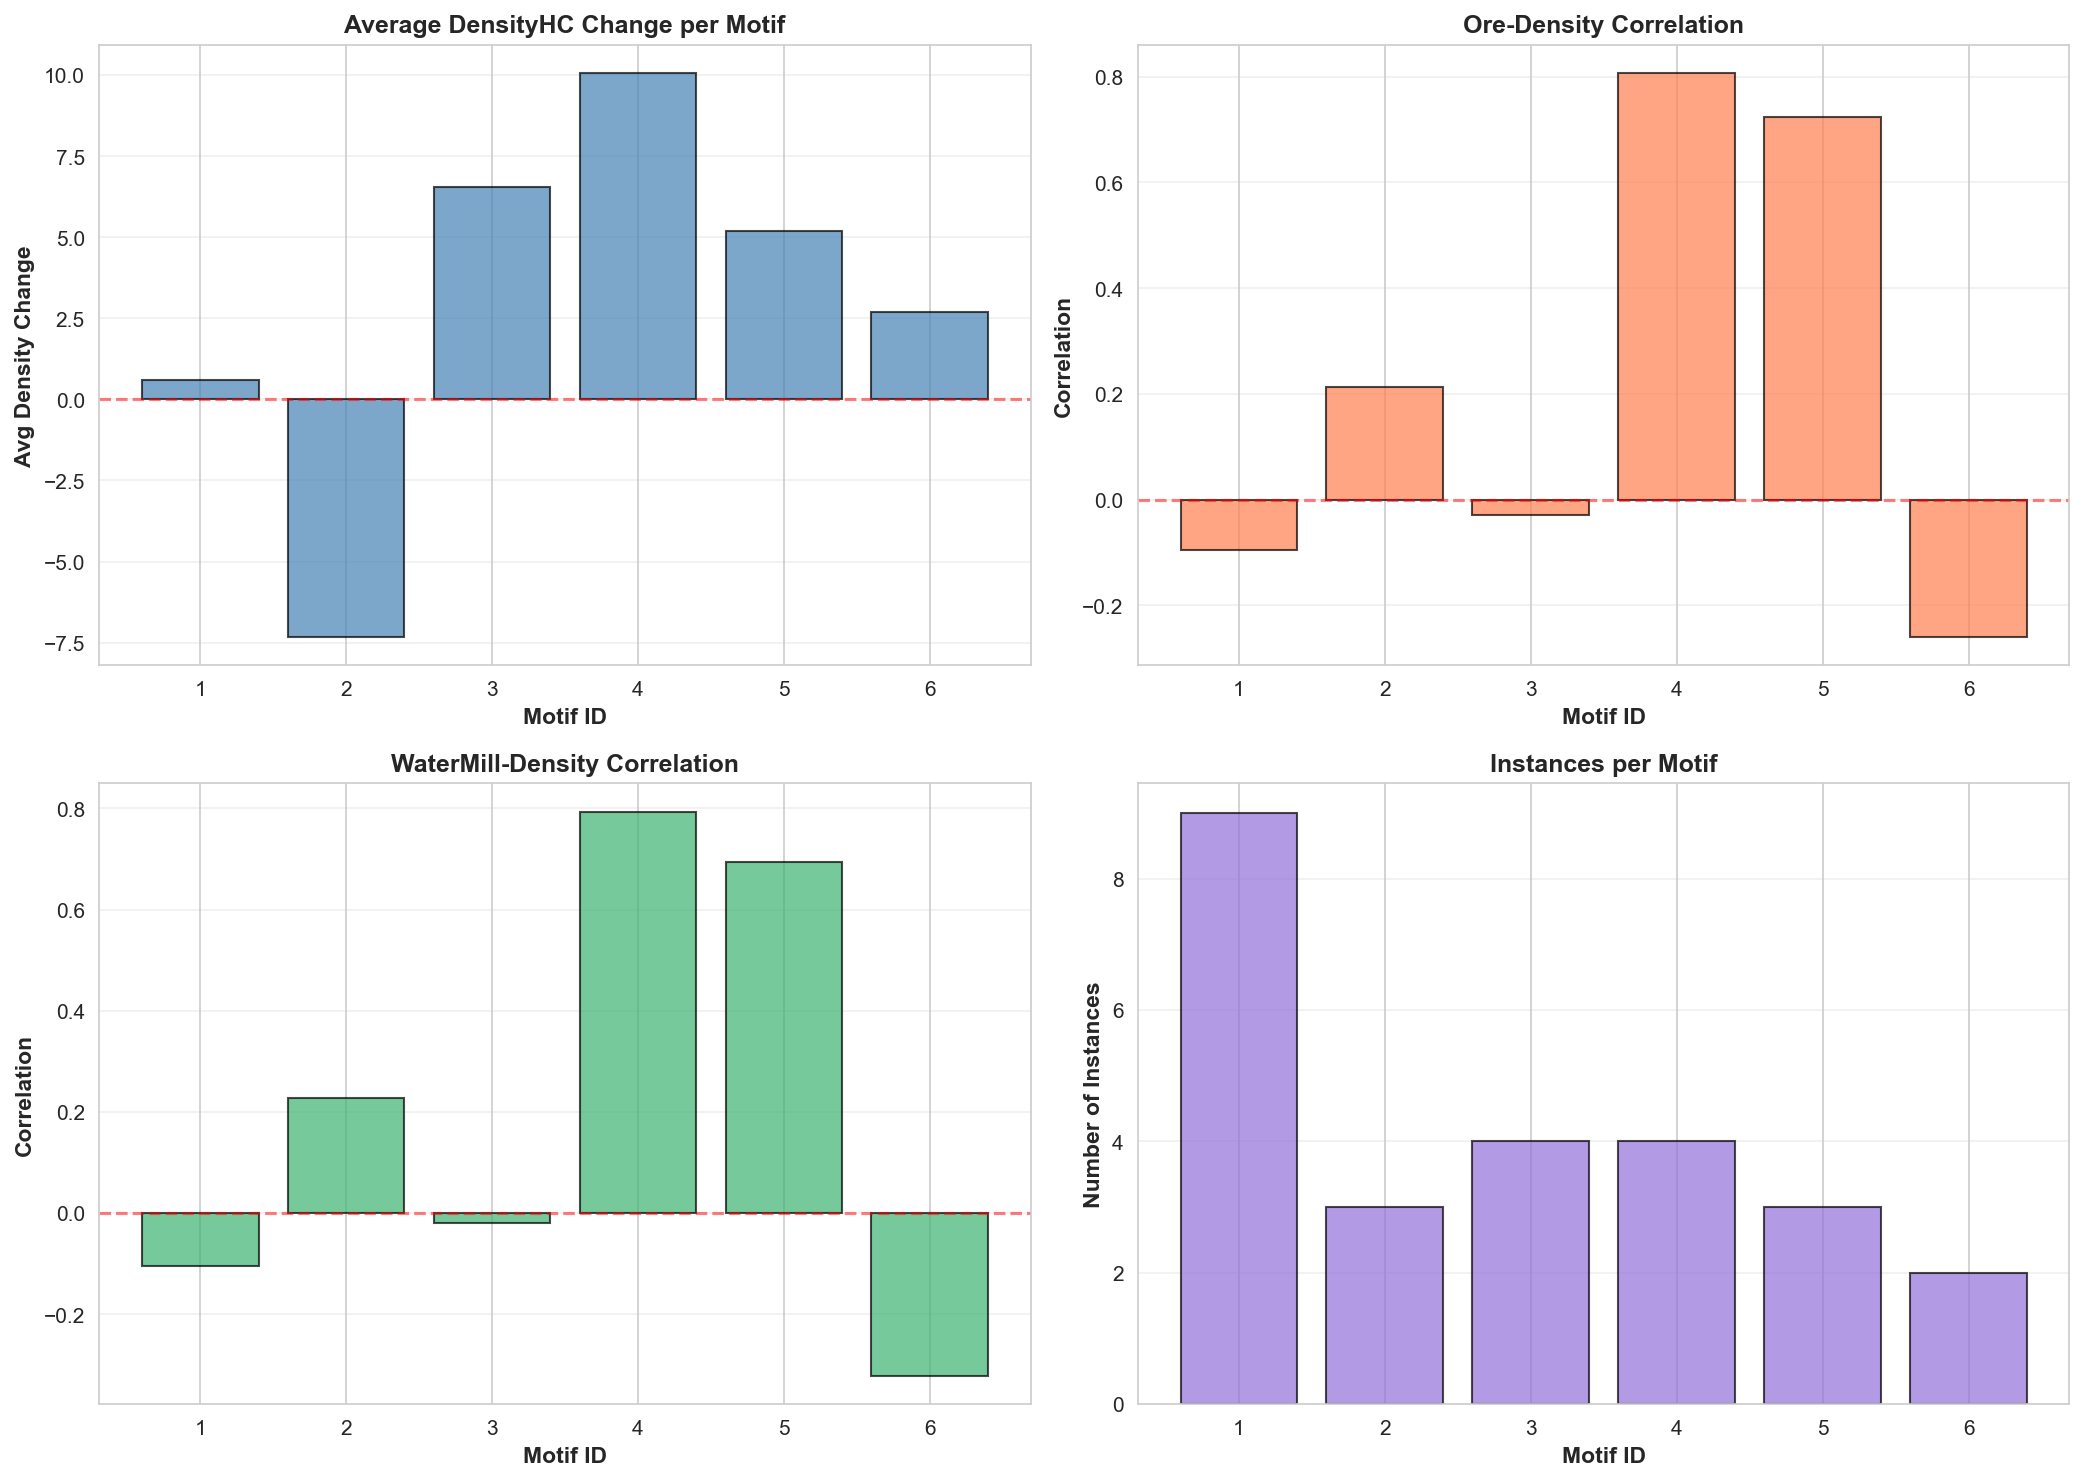 Average DensityHC Change per Motif
Avg Density Change
10.0
7.5
5.0
2.5
0.0
−2.5
−5.0
−7.5
1 2 3 4 5 6
Motif ID
Ore-Density Correlation
Correlation
0.8
0.6
0.4
0.2
0.0
−0.2
1 2 3 4 5 6
Motif ID
WaterMill-Density Correlation
Correlation
0.8
0.6
0.4
0.2
0.0
−0.2
1 2 3 4 5 6
Motif ID
Instances per Motif
Number of Instances
8
6
4
2
0
1 2 3 4 5 6
Motif ID